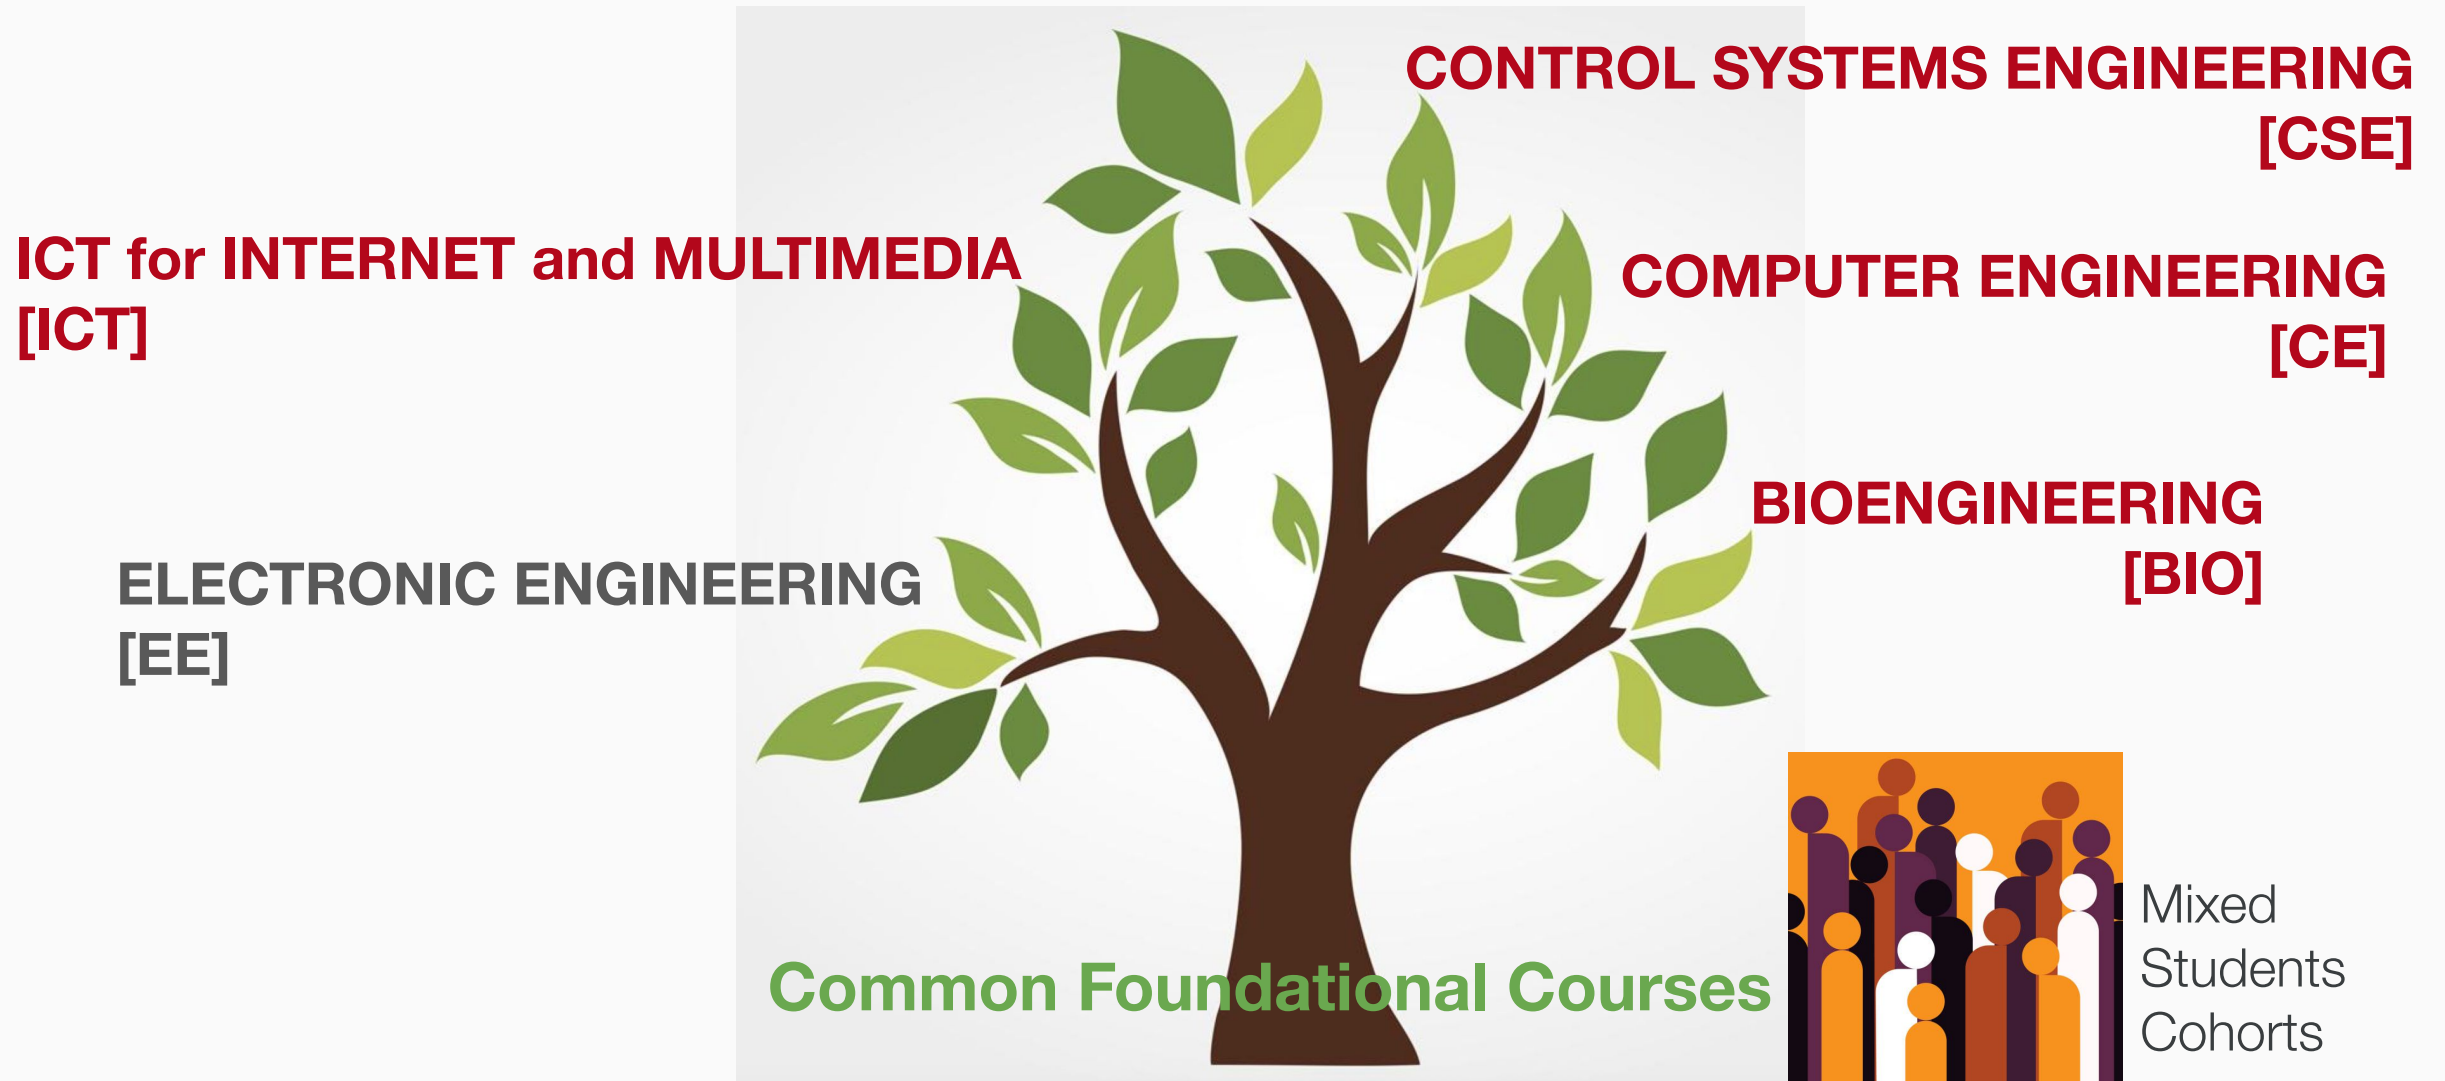 CONTROL SYSTEMS ENGINEERING
[CSE]
ICT for INTERNET and MULTIMEDIA
[ICT]
COMPUTER ENGINEERING
[CE]
BIOENGINEERING
[BIO]
ELECTRONIC ENGINEERING
[EE]
Common Foundational Courses
Mixed
Students
Cohorts